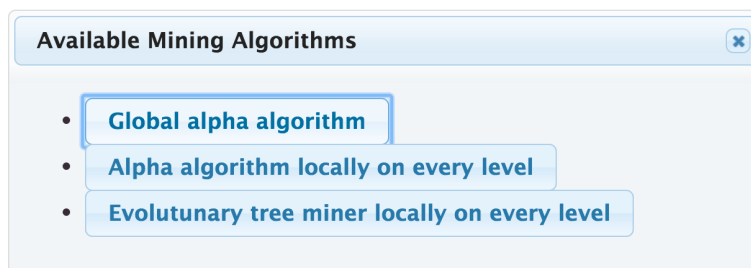 Available Mining Algorithms
Global alpha algorithm
Alpha algorithm locally on every level
Evolutunary tree miner locally on every level